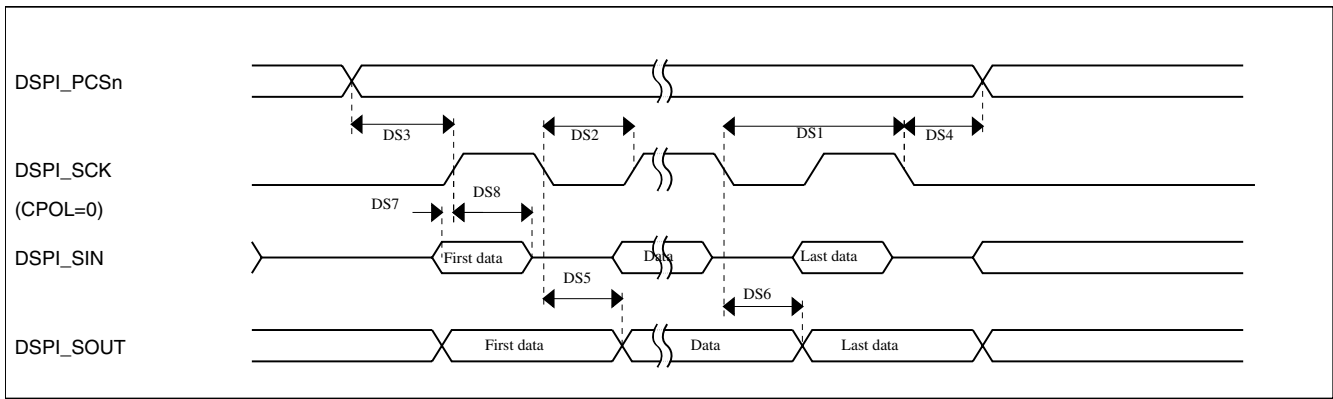 DSPI_PCSn
DS3
DS2
DS1
DS4
DSPI_SCK
(CPOL=0)
DS7
DS8
DSPI_SIN
First data
Data
Last data
DS5
DS6
DSPI_SOUT
First data
Data
Last data